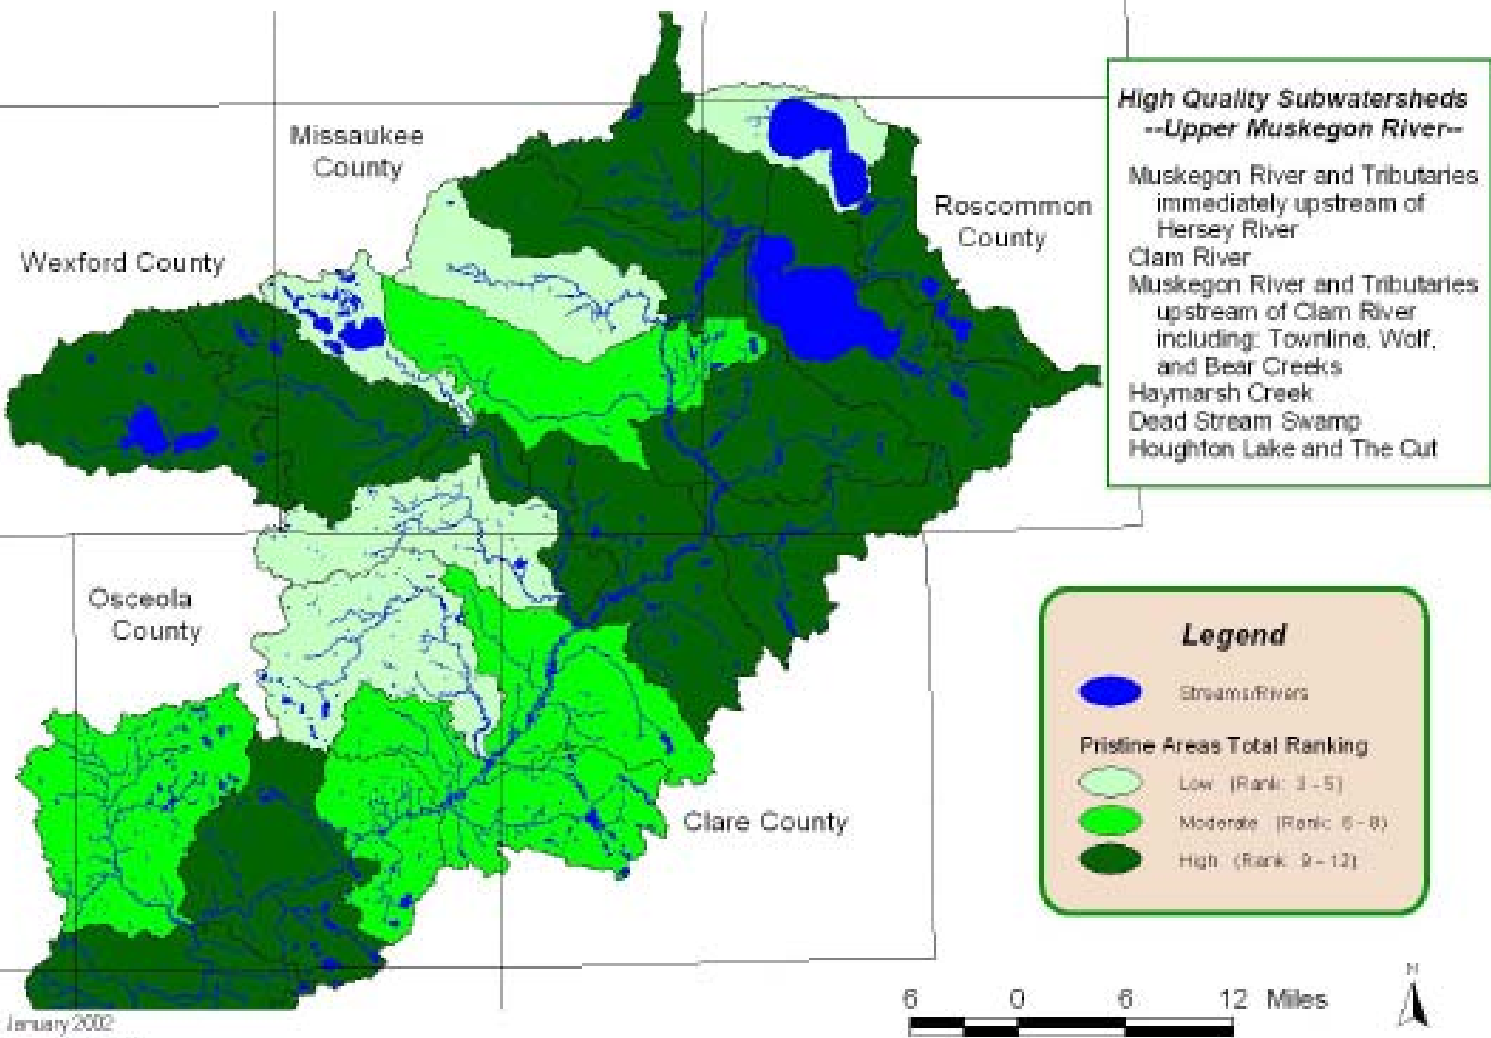 Missaukee
County
Wexford County
Roscommon
County
Osceola
County
Clare County
High Quality Subwatersheds
--Upper Muskegon River--
Muskegon River and Tributaries
immediately upstream of
Hersey River
Clam River
Muskegon River and Tributaries
upstream of Clam River
including: Townline, Wolf,
and Bear Creeks
Haymarsh Creek
Dead Stream Swamp
Houghton Lake and The Cut
Legend
Streams/Rivers
Pristine Areas Total Ranking
Low (Rank: 3 - 5)
Moderate (Rank: 6 - 8)
High (Rank: 9 - 12)
January 2002
6 0 6 12 Miles
N